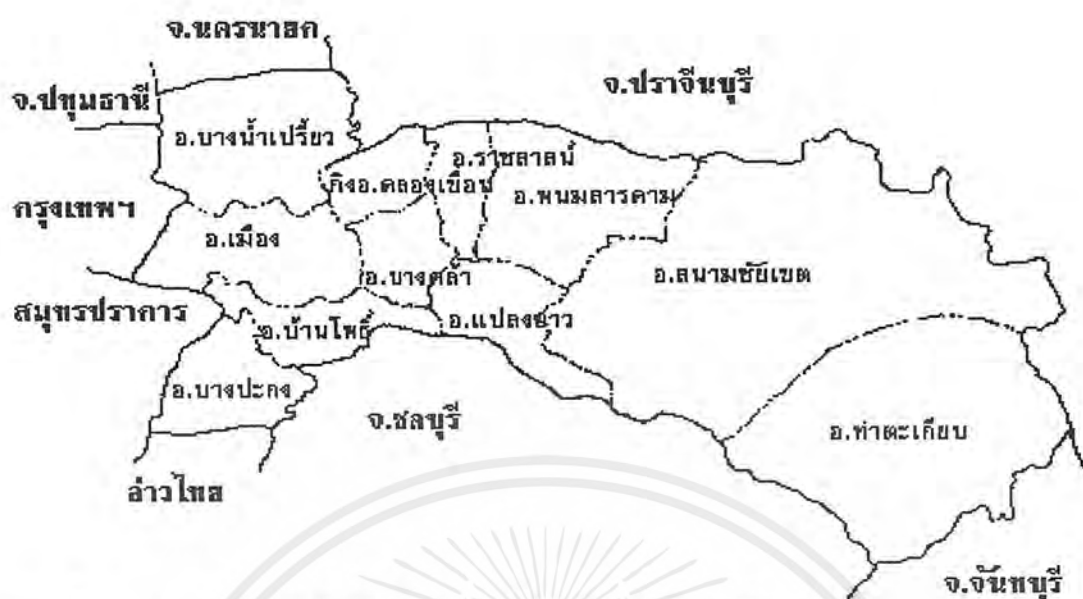 จ.นครนายก
จ.ปราจีนบุรี
จ.ปทุมธานี
อ.บางน้ำเปรี้ยว
อ.ราชสาสน์
กิ่งอ.คลองเขื่อน
อ.พนมสารคาม
กรุงเทพฯ
อ.เมือง
อ.บางคล้า
อ.สนามชัยเขต
สมุทรปราการ
อ.บ้านโพธิ์
อ.แปลงยาว
อ.บางปะกง
จ.ชลบุรี
อ.ท่าตะเกียบ
อ่าวไทย
จ.จันทบุรี